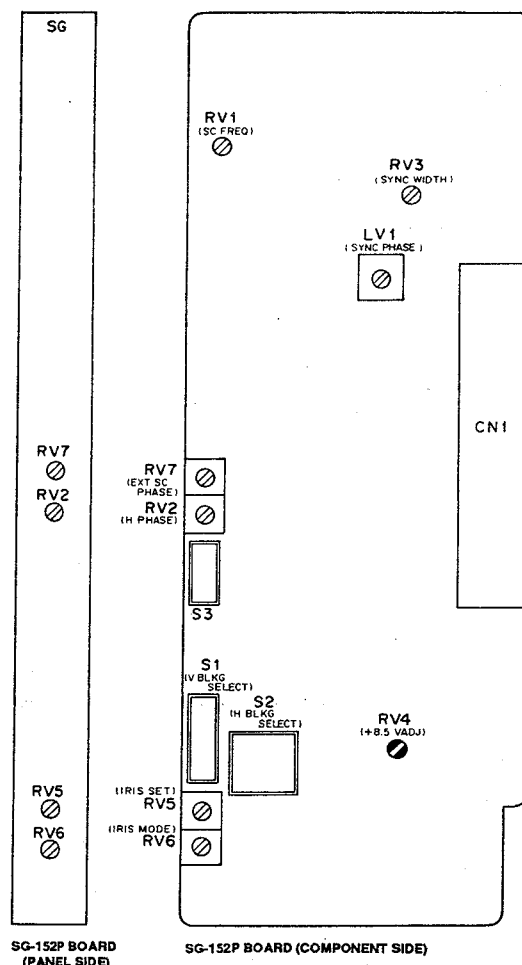 SG
RV7
RV2
RV5
RV6
SG-152P BOARD
(PANEL SIDE)
RV1
(SC FREQ)
RV3
(SYNC WIDTH)
LV1
(SYNC PHASE)
CN1
RV7
(EXT SC
PHASE)
RV2
(H PHASE)
S3
S1
(V BLKG
SELECT)
S2
(H BLKG
SELECT)
RV4
(+8.5 VADJ)
(IRIS SET)
RV5
(IRIS MODE)
RV6
SG-152P BOARD (COMPONENT SIDE)